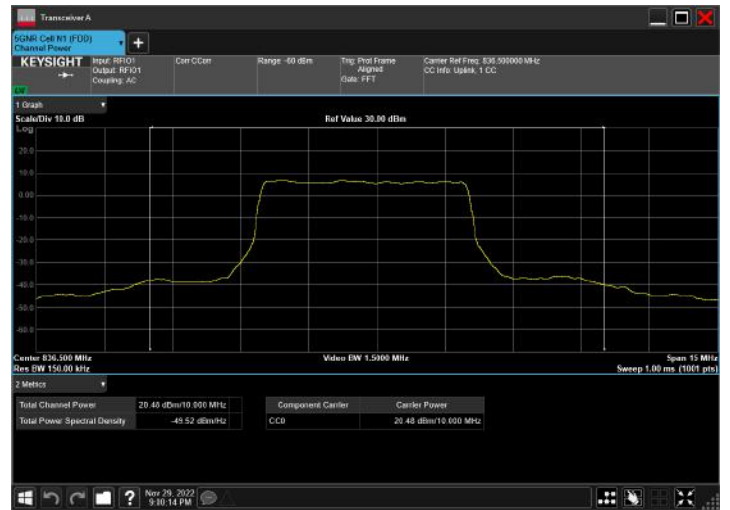 Transceiver A
5GNR Cell N1 (FDD)
Channel Power
KEYSIGHT
Input: RFIO1
Output: RFIO1
Coupling: AC
Corr CCorr
Range -60 dBm
Trig: Prot Frame
Aligned
Gate: FFT
Carrier Ref Freq: 836.500000 MHz
CC Info: Uplink, 1 CC
1 Graph
Scale/Div 10.0 dB
Ref Value 30.00 dBm
Log
20.0
10.0
0.00
-10.0
-20.0
-30.0
-40.0
-50.0
-60.0
Center 836.500 MHz
Video BW 1.5000 MHz
Span 15 MHz
Res BW 150.00 kHz
Sweep 1.00 ms (1001 pts)
2 Metrics
Total Channel Power 20.48 dBm/10.000 MHz
Total Power Spectral Density -49.52 dBm/Hz
Component Carrier Carrier Power
CC0 20.48 dBm/10.000 MHz
Nov 29, 2022
9:30:14 PM